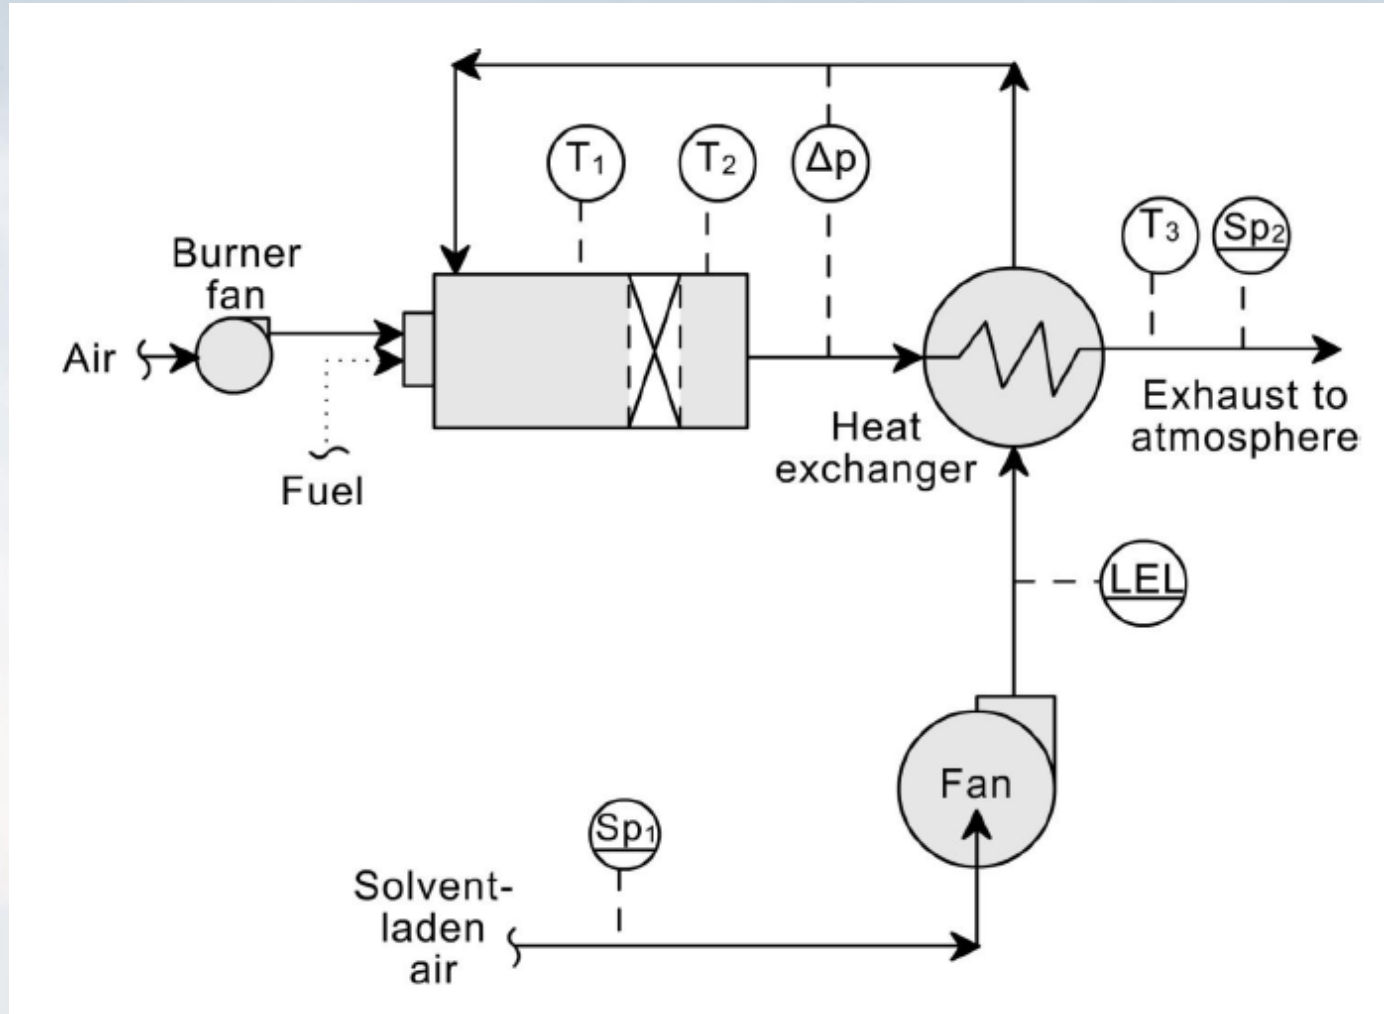 T₁
T₂
Δp
T₃
Sp₂
Burner
fan
Air
Fuel
Heat
exchanger
Exhaust to
atmosphere
LEL
Fan
Sp₁
Solvent-
laden
air